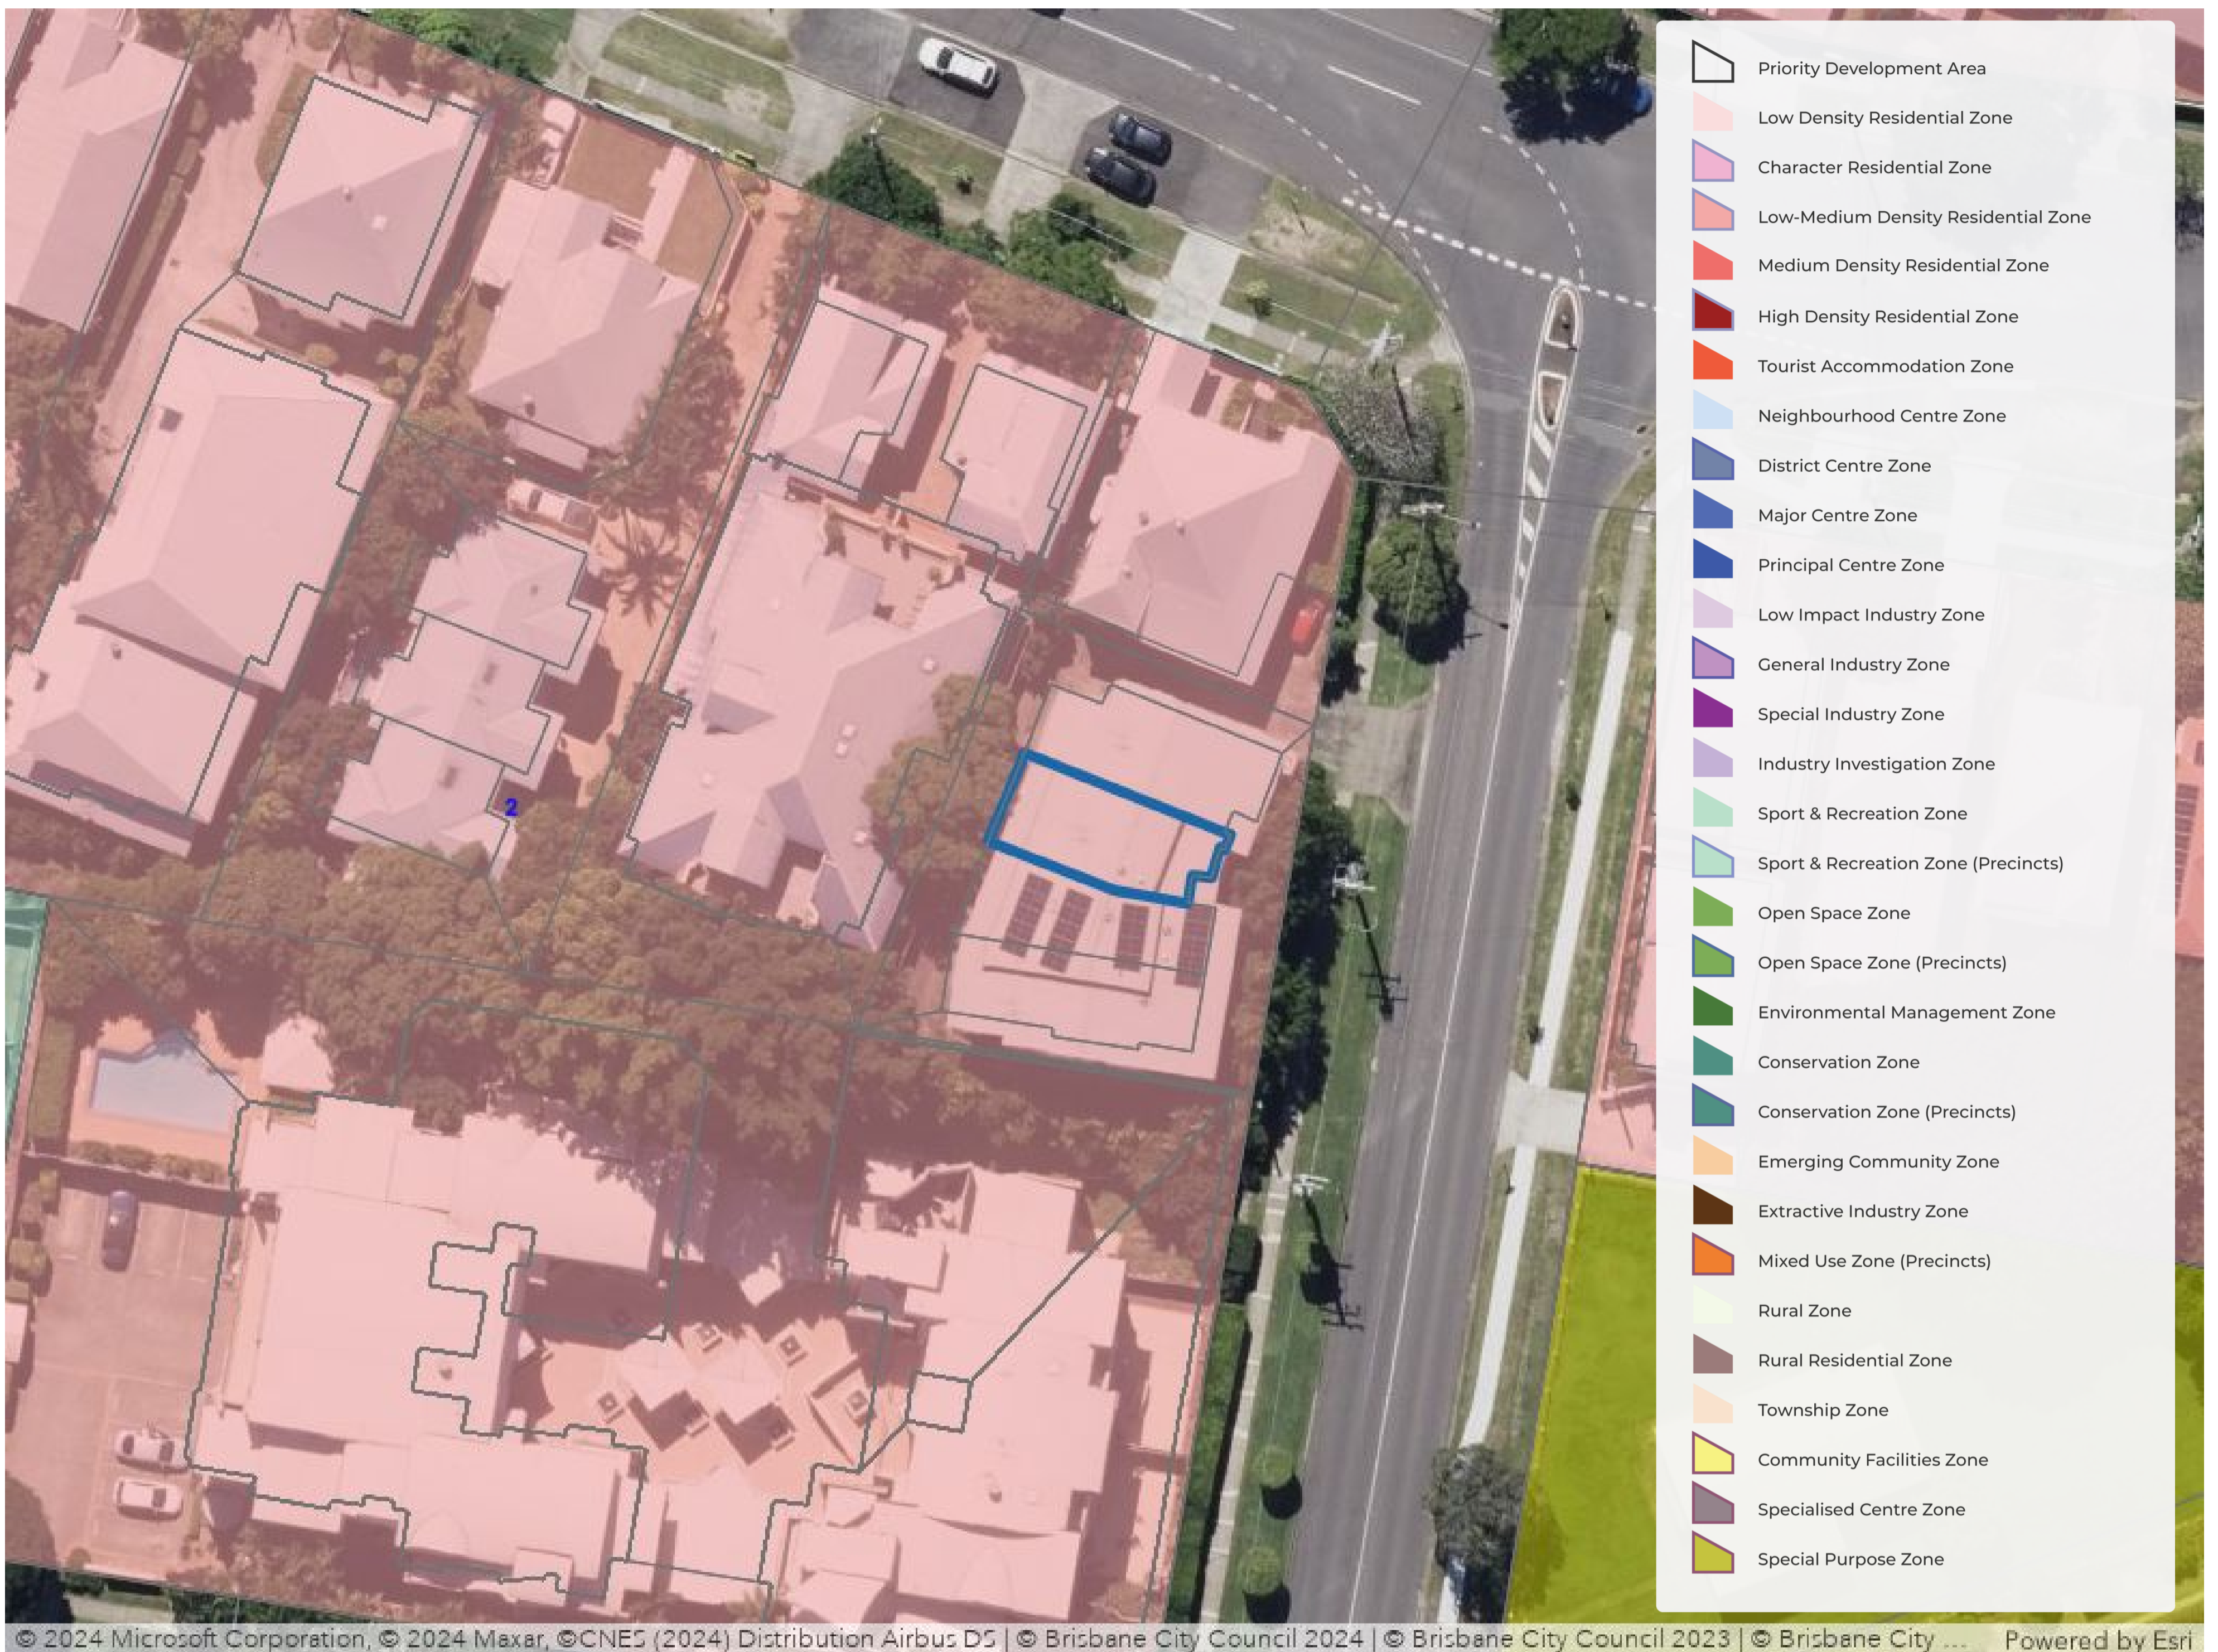 Priority Development Area
Low Density Residential Zone
Character Residential Zone
Low-Medium Density Residential Zone
Medium Density Residential Zone
High Density Residential Zone
Tourist Accommodation Zone
Neighbourhood Centre Zone
District Centre Zone
Major Centre Zone
Principal Centre Zone
Low Impact Industry Zone
General Industry Zone
Special Industry Zone
Industry Investigation Zone
Sport & Recreation Zone
Sport & Recreation Zone (Precincts)
Open Space Zone
Open Space Zone (Precincts)
Environmental Management Zone
Conservation Zone
Conservation Zone (Precincts)
Emerging Community Zone
Extractive Industry Zone
Mixed Use Zone (Precincts)
Rural Zone
Rural Residential Zone
Township Zone
Community Facilities Zone
Specialised Centre Zone
Special Purpose Zone
2
© 2024 Microsoft Corporation, © 2024 Maxar, ©CNES (2024) Distribution Airbus DS | © Brisbane City Council 2024 | © Brisbane City Council 2023 | © Brisbane City ... Powered by Esri